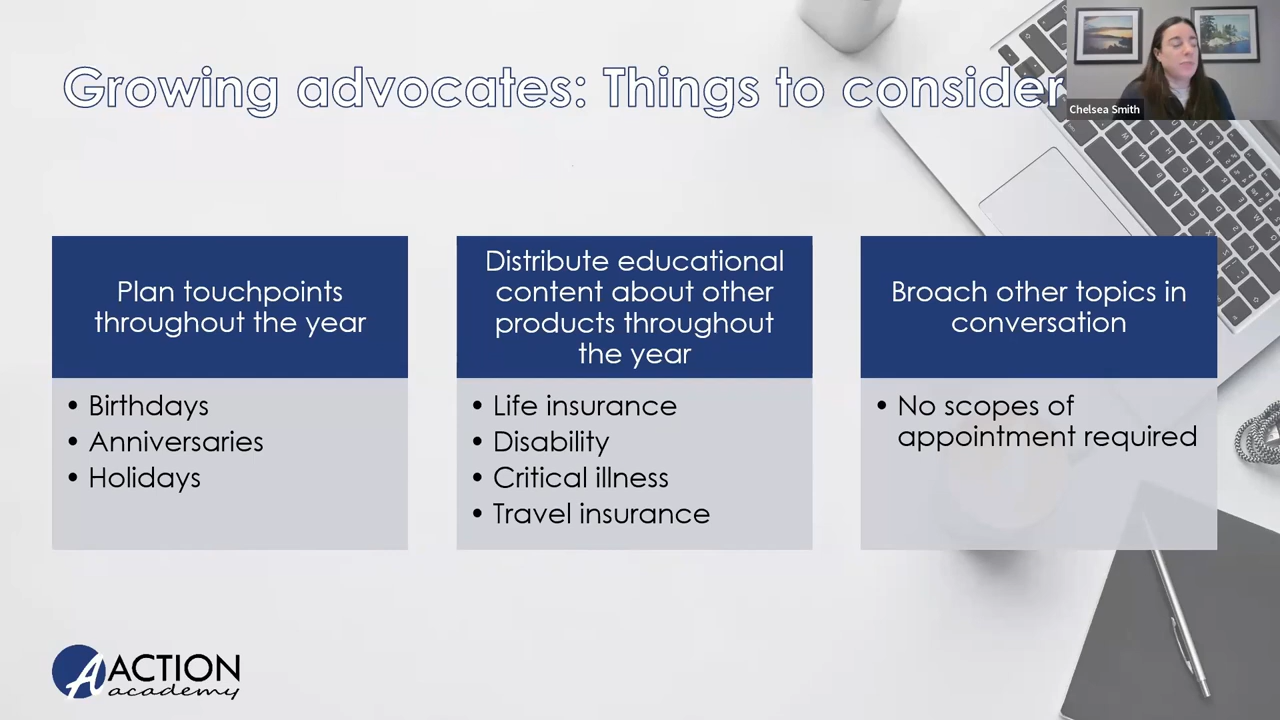 Growing advocates: Things to consider
Chelsea Smith
Plan touchpoints
throughout the year
• Birthdays
• Anniversaries
• Holidays
Distribute educational
content about other
products throughout
the year
• Life insurance
• Disability
• Critical illness
• Travel insurance
Broach other topics in
conversation
• No scopes of
appointment required
A ACTION
academy